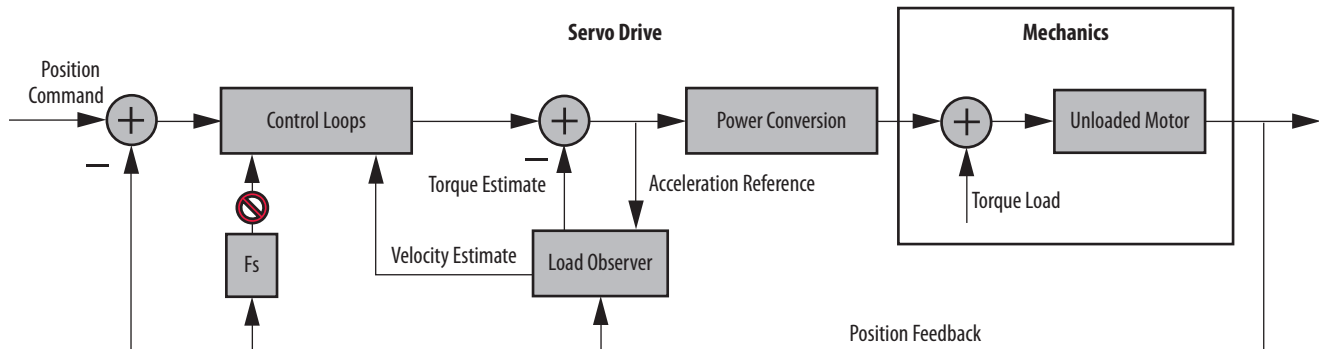 Servo Drive
Mechanics
Position
Command
+
Control Loops
+
Power Conversion
+
Unloaded Motor
−
−
Torque Estimate
Acceleration Reference
Torque Load
Fs
Velocity Estimate
Load Observer
Position Feedback